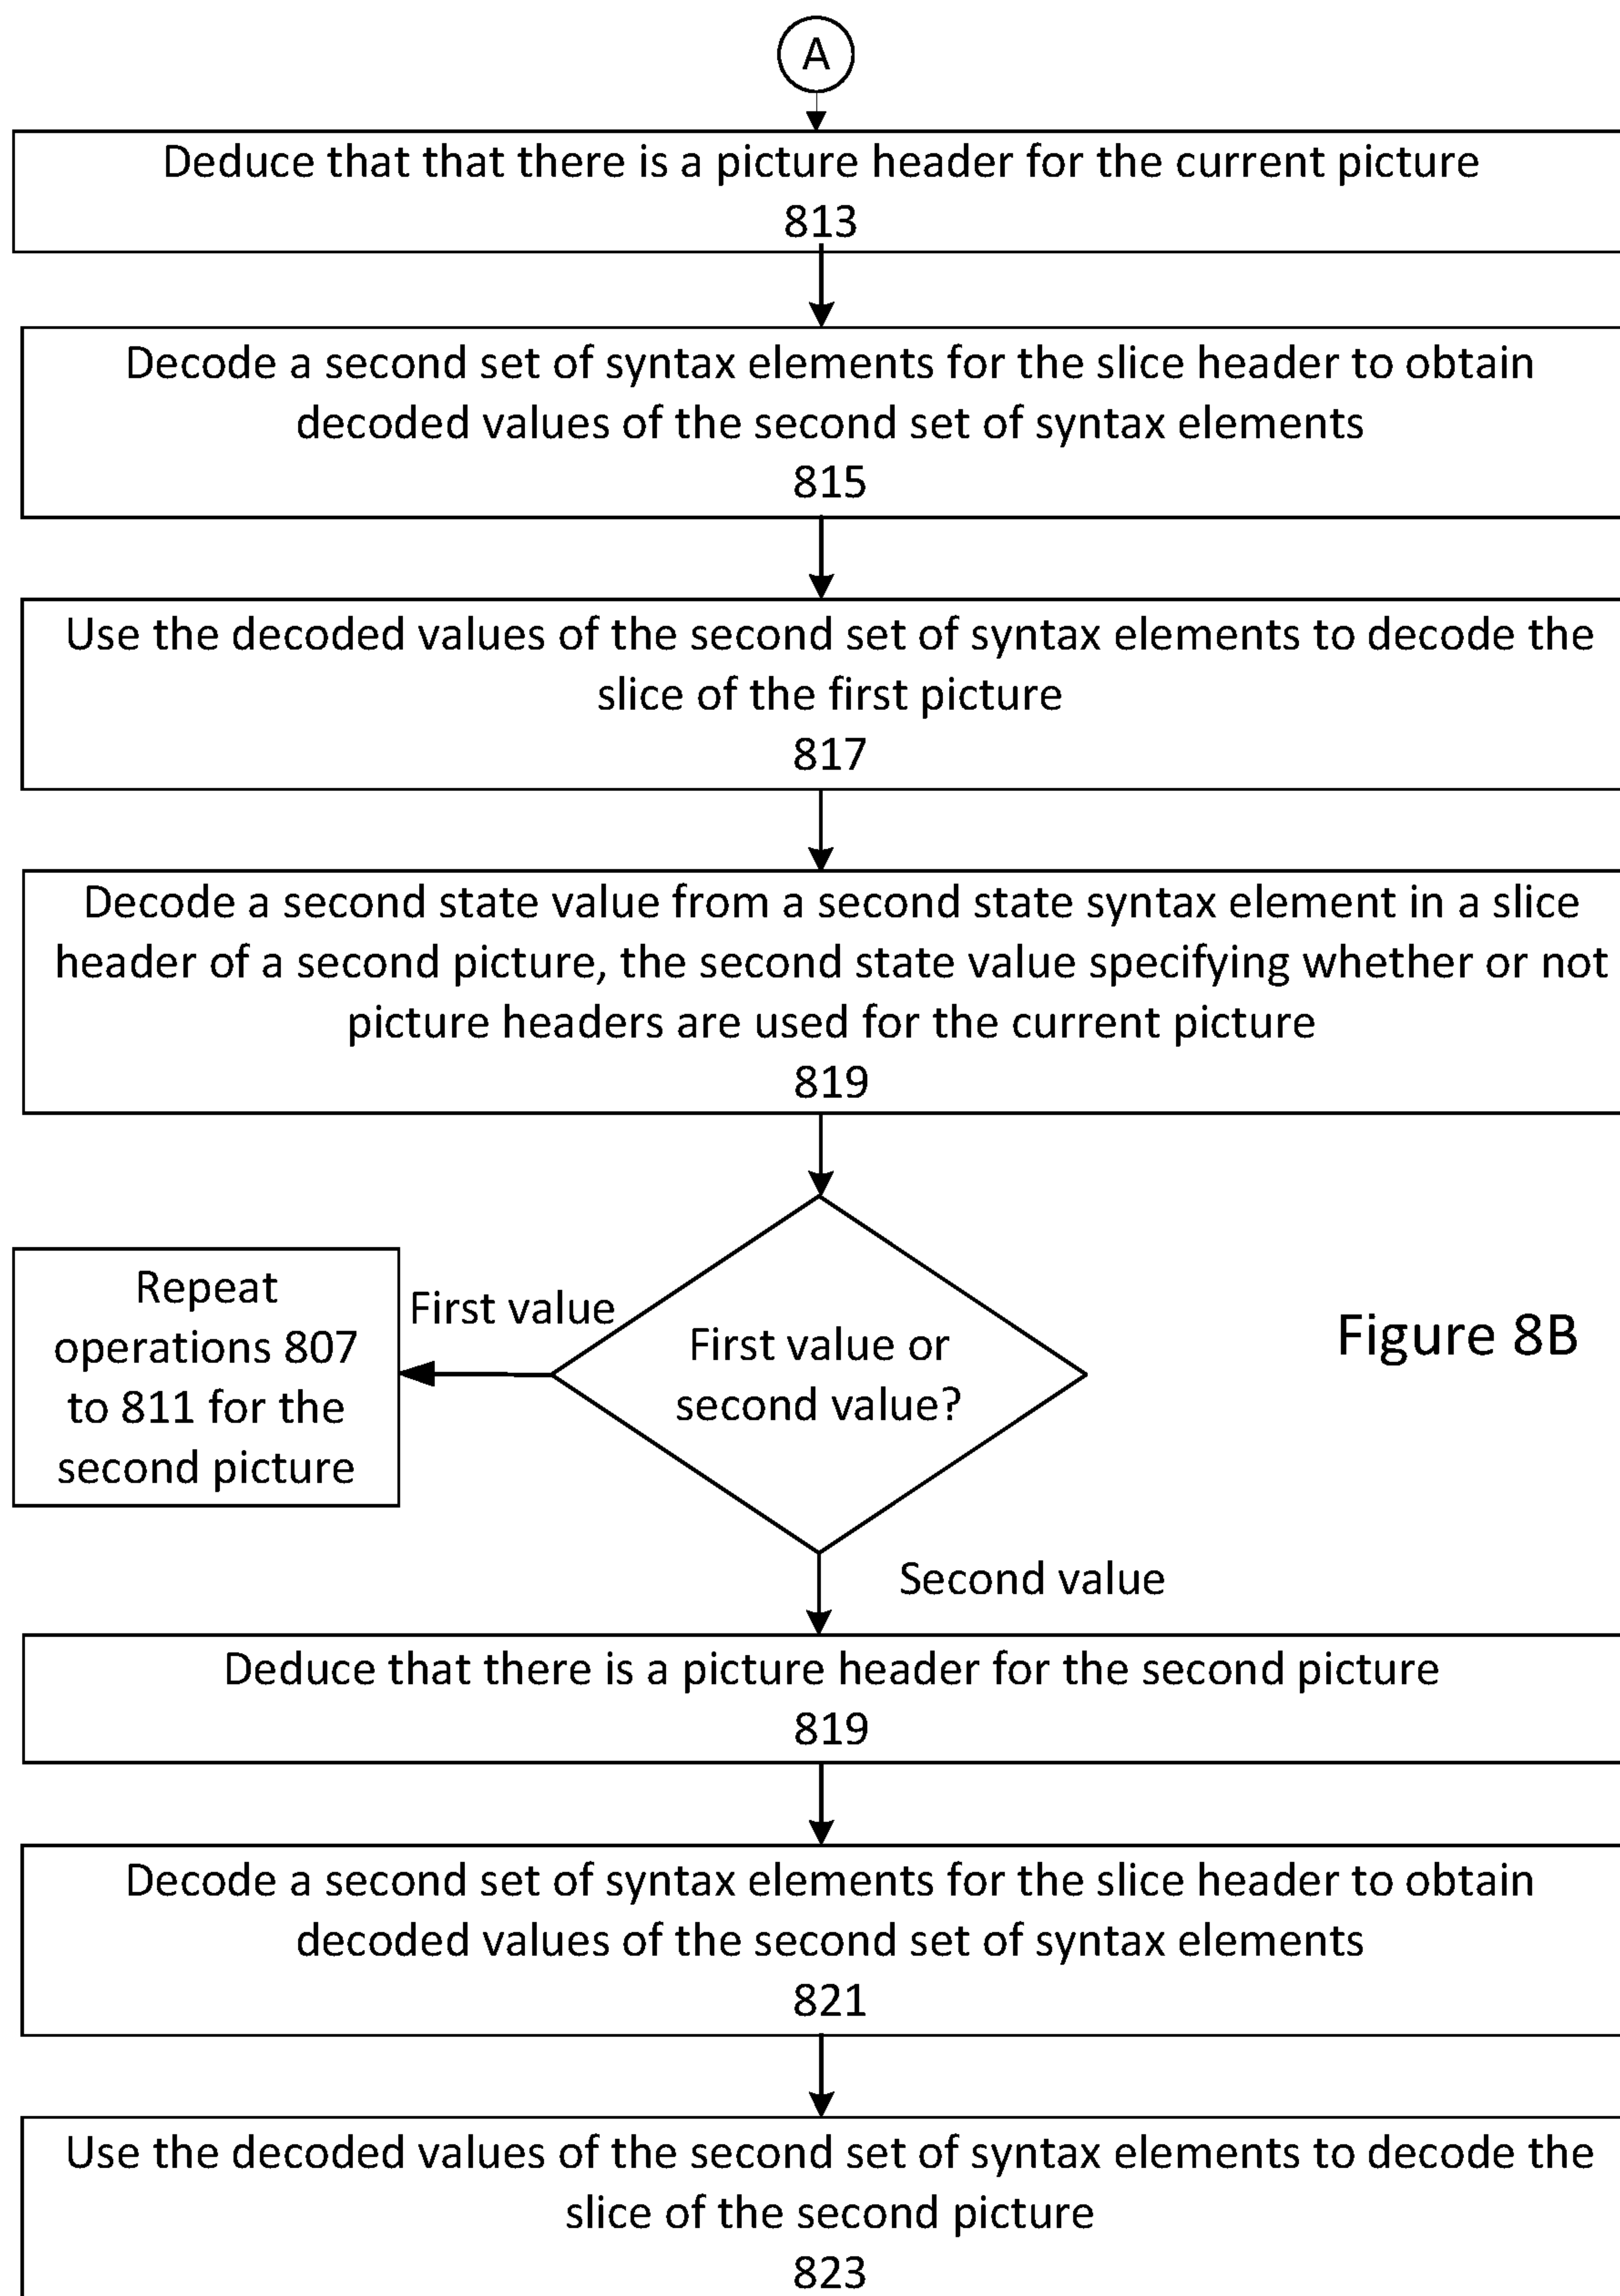 A
Deduce that that there is a picture header for the current picture
813
Decode a second set of syntax elements for the slice header to obtain
decoded values of the second set of syntax elements
815
Use the decoded values of the second set of syntax elements to decode the
slice of the first picture
817
Decode a second state value from a second state syntax element in a slice
header of a second picture, the second state value specifying whether or not
picture headers are used for the current picture
819
Repeat
operations 807
to 811 for the
second picture
First value
First value or
second value?
Figure 8B
Second value
Deduce that there is a picture header for the second picture
819
Decode a second set of syntax elements for the slice header to obtain
decoded values of the second set of syntax elements
821
Use the decoded values of the second set of syntax elements to decode the
slice of the second picture
823